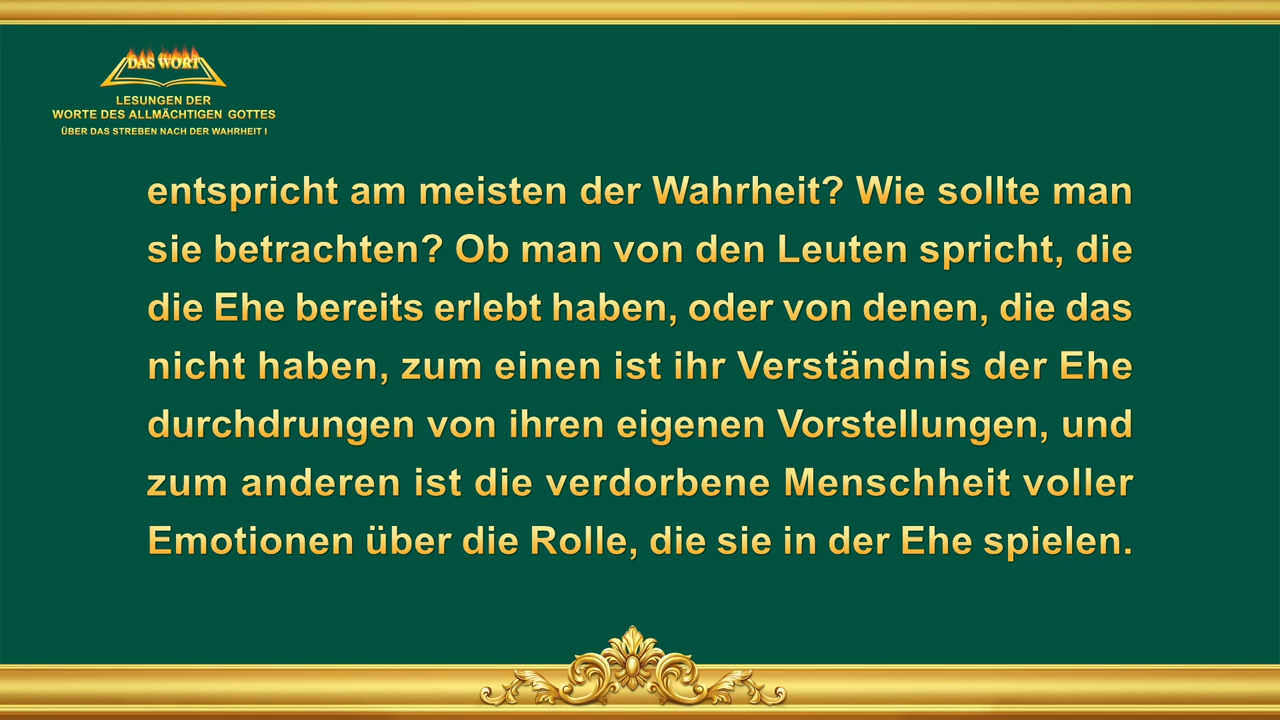 DAS WORT
LESUNGEN DER
WORTE DES ALLMÄCHTIGEN GOTTES
ÜBER DAS STREBEN NACH DER WAHRHEIT I
entspricht am meisten der Wahrheit? Wie sollte man
sie betrachten? Ob man von den Leuten spricht, die
die Ehe bereits erlebt haben, oder von denen, die das
nicht haben, zum einen ist ihr Verständnis der Ehe
durchdrungen von ihren eigenen Vorstellungen, und
zum anderen ist die verdorbene Menschheit voller
Emotionen über die Rolle, die sie in der Ehe spielen.